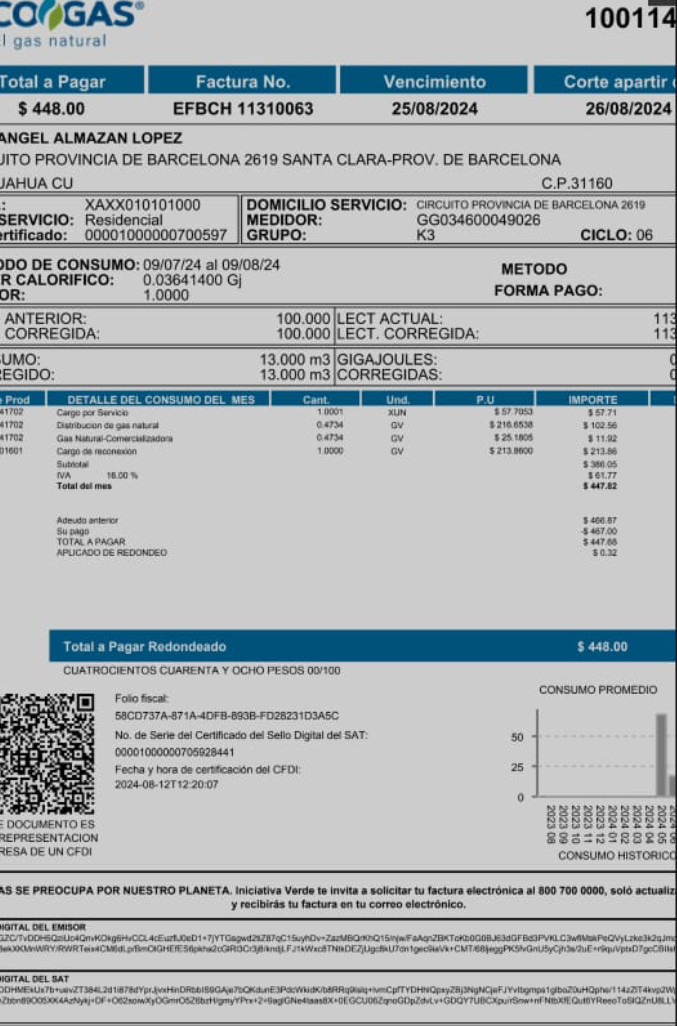 CO GAS®
l gas natural
100114
Total a Pagar Factura No. Vencimiento Corte apartir
$ 448.00 EFBCH 11310063 25/08/2024 26/08/2024
ANGEL ALMAZAN LOPEZ
UITO PROVINCIA DE BARCELONA 2619 SANTA CLARA-PROV. DE BARCELONA
UAHUA CU C.P.31160
.: XAXX010101000 DOMICILIO SERVICIO: CIRCUITO PROVINCIA DE BARCELONA 2619
SERVICIO: Residencial MEDIDOR: GG034600049026
ertificado: 00001000000700597 GRUPO: K3 CICLO: 06
ODO DE CONSUMO: 09/07/24 al 09/08/24 METODO
R CALORIFICO: 0.03641400 Gj FORMA PAGO:
OR: 1.0000
ANTERIOR: 100.000 LECT ACTUAL: 113
CORREGIDA: 100.000 LECT. CORREGIDA: 113
SUMO: 13.000 m3 GIGAJOULES: 0
REGIDO: 13.000 m3 CORREGIDAS: 0
Prod DETALLE DEL CONSUMO DEL MES Cant. Und. P.U IMPORTE
41702 Cargo por Servicio 1.0001 XUN $ 57.7053 $ 57.71
41702 Distribucion de gas natural 0.4734 GV $ 216.6538 $ 102.56
41702 Gas Natural-Comercializadora 0.4734 GV $ 25.1805 $ 11.92
01601 Cargo de reconexion 1.0000 GV $ 213.8600 $ 213.86
Subtotal $ 386.05
IVA 16.00 % $ 61.77
Total del mes $ 447.82
Adeudo anterior $ 466.87
Su pago -$ 467.00
TOTAL A PAGAR $ 447.68
APLICADO DE REDONDEO $ 0.32
Total a Pagar Redondeado $ 448.00
CUATROCIENTOS CUARENTA Y OCHO PESOS 00/100
Folio fiscal:
58CD737A-871A-4DFB-893B-FD28231D3A5C
No. de Serie del Certificado del Sello Digital del SAT:
00001000000705928441
Fecha y hora de certificación del CFDI:
2024-08-12T12:20:07
E DOCUMENTO ES
REPRESENTACION
RESA DE UN CFDI
CONSUMO PROMEDIO
50
25
0
2023 08
2023 09
2023 10
2023 11
2023 12
2024 01
2024 02
2024 03
2024 04
2024 05
2024 06
CONSUMO HISTORICO
AS SE PREOCUPA POR NUESTRO PLANETA. Iniciativa Verde te invita a solicitar tu factura electrónica al 800 700 0000, soló actualiz
y recibirás tu factura en tu correo electrónico.
DIGITAL DEL EMISOR
DIGITAL DEL SAT